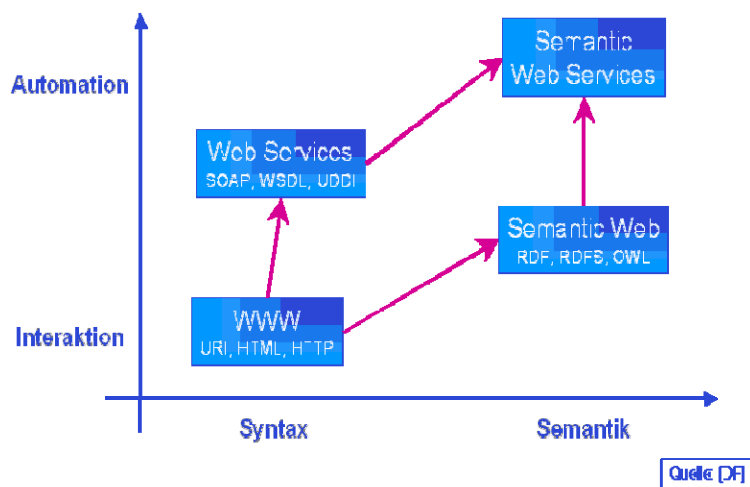 Semantic
Web Services
Automation
Web Services
SOAP, WSDL, UDDI
Semantic Web
RDF, RDFS, OWL
WWW
URI, HTML, HTTP
Interaktion
Syntax
Semantik
Quelle [DF]